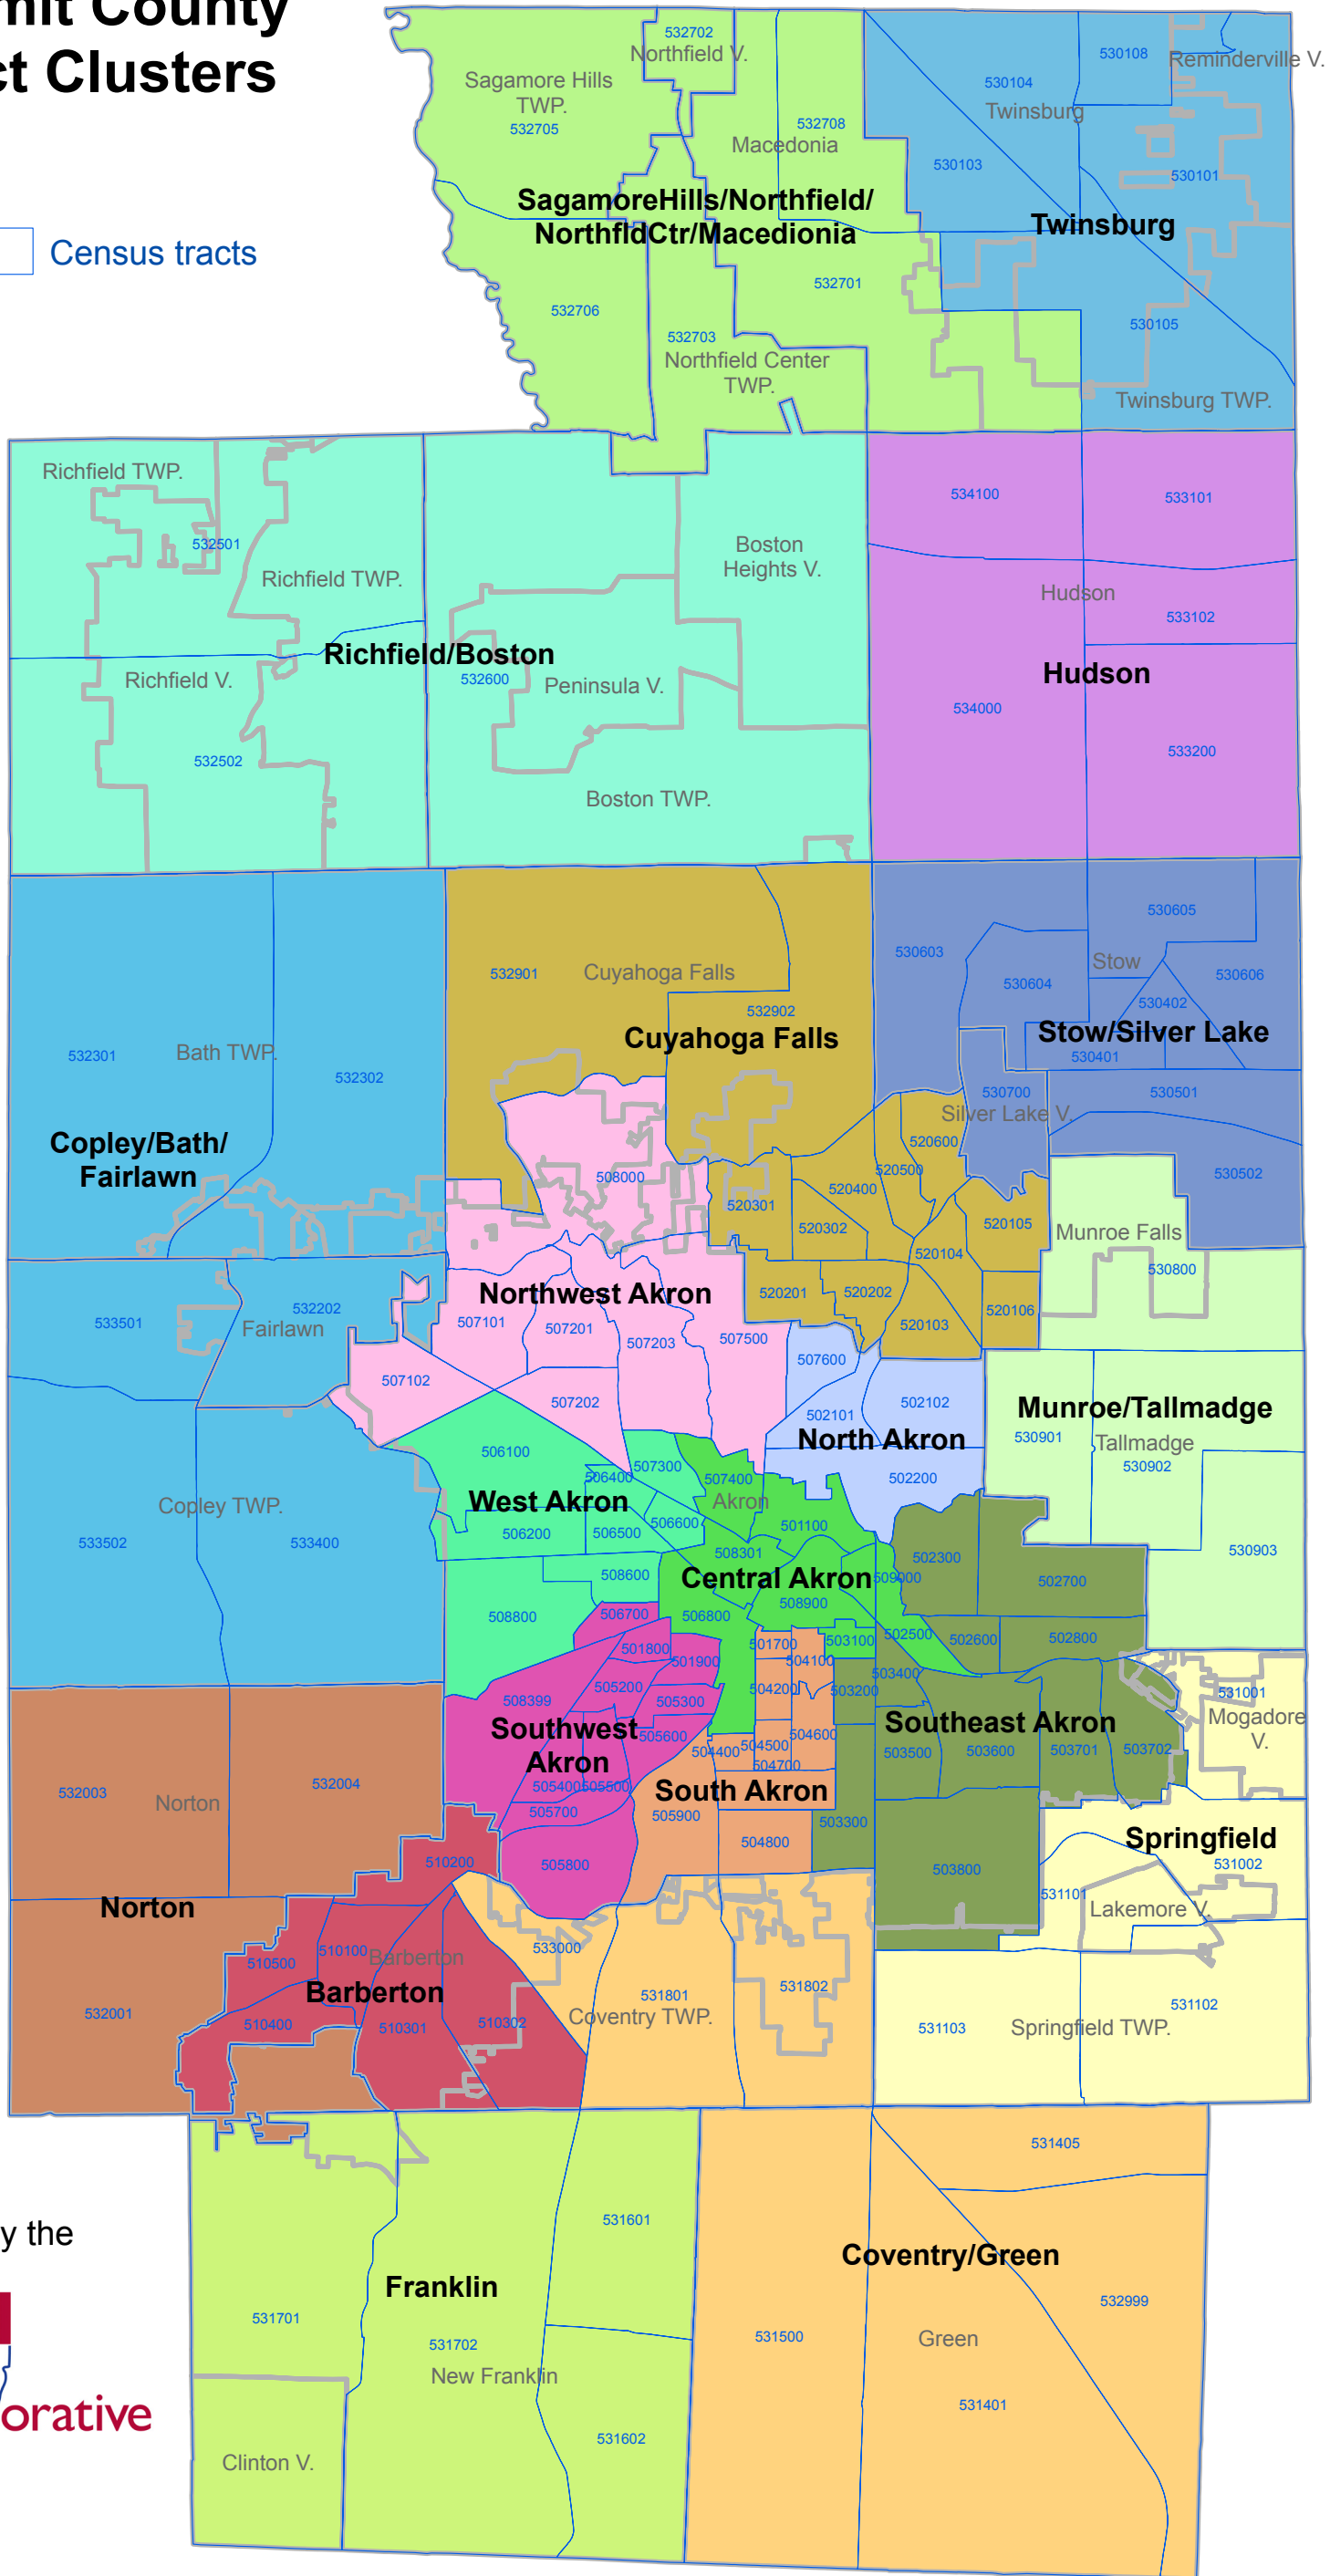 mit County
ct Clusters
Census tracts
532702
Northfield V.
Sagamore Hills
TWP.
532705
532708
Macedonia
530104
530108
Reminderville V.
Twinsburg
530103
530101
SagamoreHills/Northfield/
NorthfldCtr/Macedionia
Twinsburg
532701
532706
532703
530105
Northfield Center
TWP.
Twinsburg TWP.
Richfield TWP.
534100
533101
532501
Boston
Heights V.
Richfield TWP.
Hudson
533102
Richfield/Boston
Hudson
Richfield V.
532600
Peninsula V.
534000
532502
533200
Boston TWP.
530605
532901
Cuyahoga Falls
530603
Stow
530606
530604
530402
532902
Cuyahoga Falls
Stow/Silver Lake
532301
Bath TWP.
530401
532302
530700
530501
Silver Lake V.
Copley/Bath/
Fairlawn
520600
508000
520500
530502
520400
520301
520302
520105
Munroe Falls
520104
530800
Northwest Akron
520201
520202
520106
533501
532202
Fairlawn
507101
507201
507203
507500
520103
507600
507102
507202
502101
502102
Munroe/Tallmadge
North Akron
530901
Tallmadge
530902
506100
507300
506400
507400
502200
West Akron
Akron
Copley TWP.
506200
506500
506600
501100
533502
533400
508301
502300
530903
508600
Central Akron
509000
502700
508800
506700
506800
508900
501800
501700
503100
502500
502600
502800
501900
504100
503400
505200
504200
503200
531001
508399
505300
Mogadore
V.
Southwest
Akron
505600
504600
Southeast Akron
504400
504500
503500
503600
503701
503702
504700
532003
Norton
532004
505400
505500
South Akron
505700
505900
503300
504800
Springfield
510200
505800
503800
531002
Norton
531101
Lakemore V.
510500
510100
Barberton
533000
Barberton
531801
531802
532001
510400
510301
510302
Coventry TWP.
531102
531103
Springfield TWP.
531405
531601
y the
Coventry/Green
Franklin
532999
531701
531702
531500
Green
New Franklin
531401
orative
531602
Clinton V.